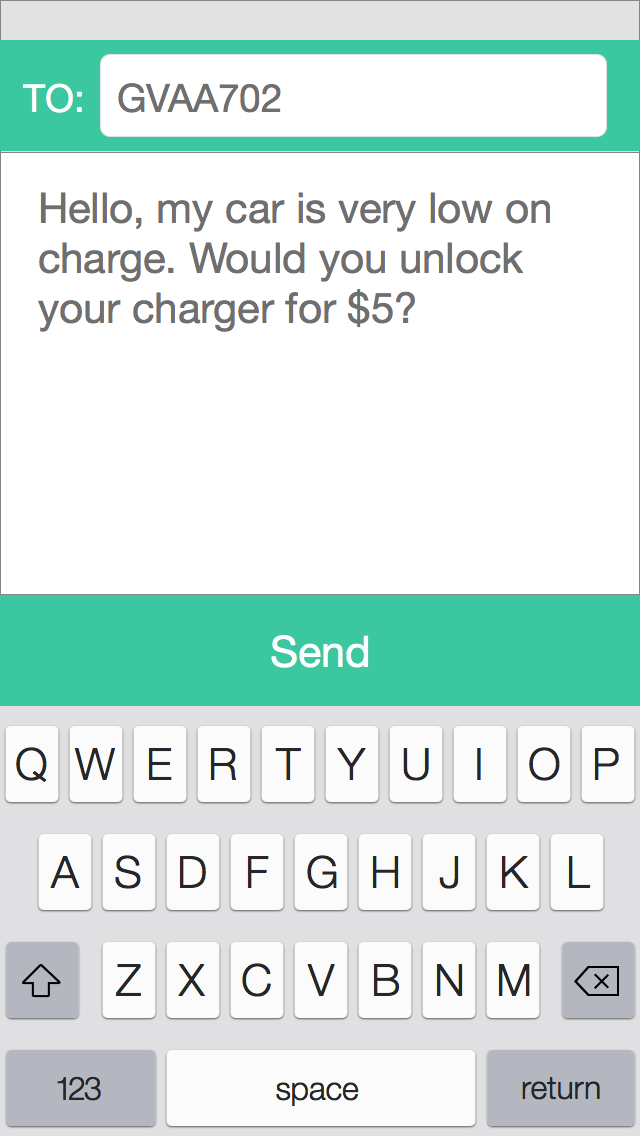 TO: GVAA702
Hello, my car is very low on
charge. Would you unlock
your charger for $5?
Send
Q W E R T Y U I O P
A S D F G H J K L
Z X C V B N M
123 space return